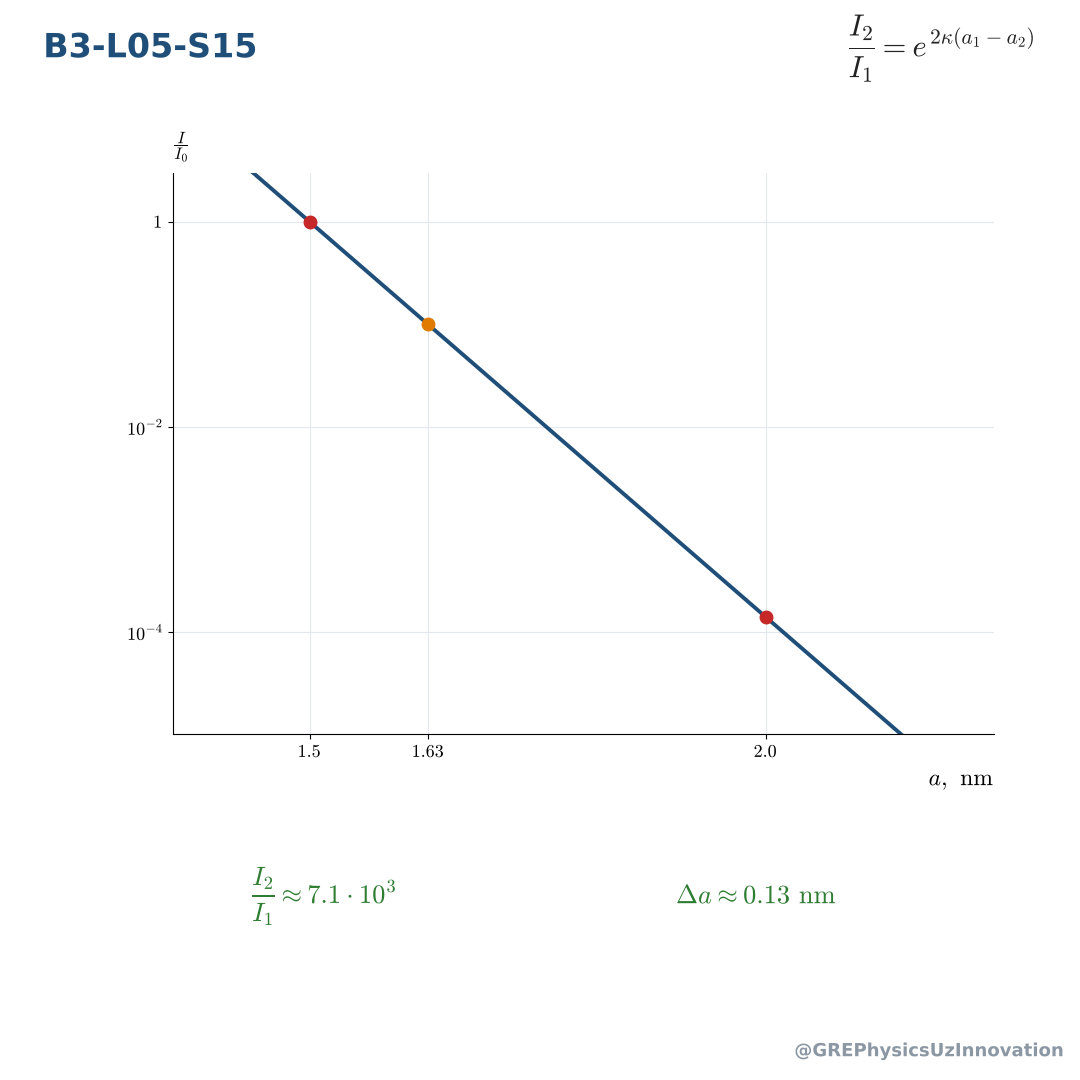 B3-L05-S15
I₂/I₁ = e^{2κ(a₁ − a₂)}
I/I₀
1
10⁻²
10⁻⁴
1.5 1.63 2.0
a, nm
I₂/I₁ ≈ 7.1 · 10³
Δa ≈ 0.13 nm
@GREPhysicsUzInnovation